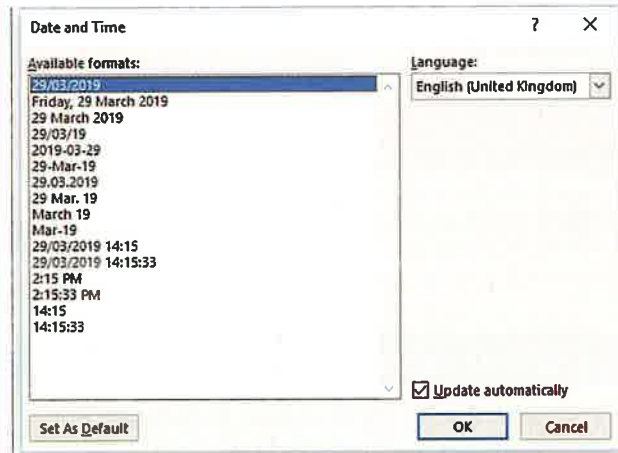 Date and Time ? ×
Available formats:
29/03/2019
Friday, 29 March 2019
29 March 2019
29/03/19
2019-03-29
29-Mar-19
29.03.2019
29 Mar. 19
March 19
Mar-19
29/03/2019 14:15
29/03/2019 14:15:33
2:15 PM
2:15:33 PM
14:15
14:15:33
Language:
English (United Kingdom)
Update automatically
Set As Default
OK
Cancel